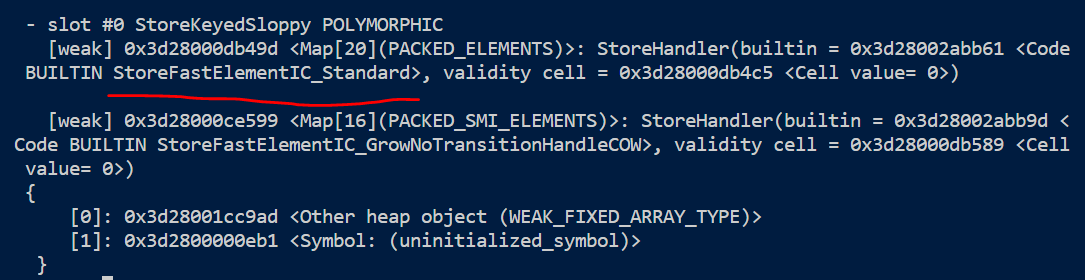 - slot #0 StoreKeyedSloppy POLYMORPHIC
[weak] 0x3d28000db49d <Map[20](PACKED_ELEMENTS)>: StoreHandler(builtin = 0x3d28002abb61 <Code
BUILTIN StoreFastElementIC_Standard>, validity cell = 0x3d28000db4c5 <Cell value= 0>)
[weak] 0x3d28000ce599 <Map[16](PACKED_SMI_ELEMENTS)>: StoreHandler(builtin = 0x3d28002abb9d <
Code BUILTIN StoreFastElementIC_GrowNoTransitionHandleCOW>, validity cell = 0x3d28000db589 <Cell
value= 0>)
{
[0]: 0x3d28001cc9ad <Other heap object (WEAK_FIXED_ARRAY_TYPE)>
[1]: 0x3d2800000eb1 <Symbol: (uninitialized_symbol)>
}